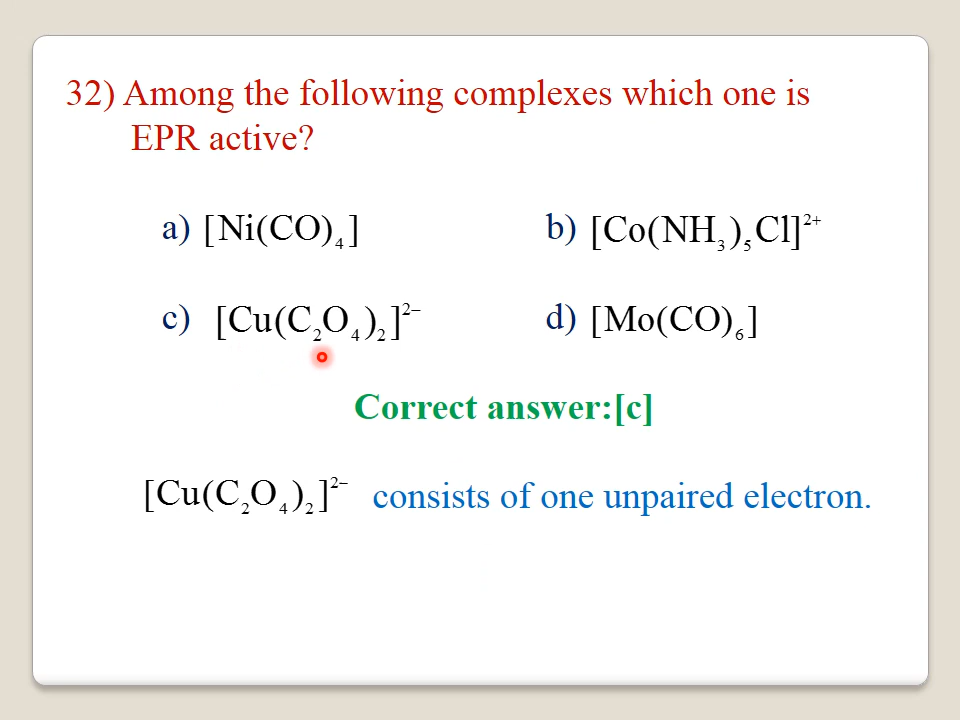 32) Among the following complexes which one is
EPR active?
a) [Ni(CO)₄] b) [Co(NH₃)₅Cl]²⁺
c) [Cu(C₂O₄)₂]²⁻ d) [Mo(CO)₆]
Correct answer:[c]
[Cu(C₂O₄)₂]²⁻ consists of one unpaired electron.